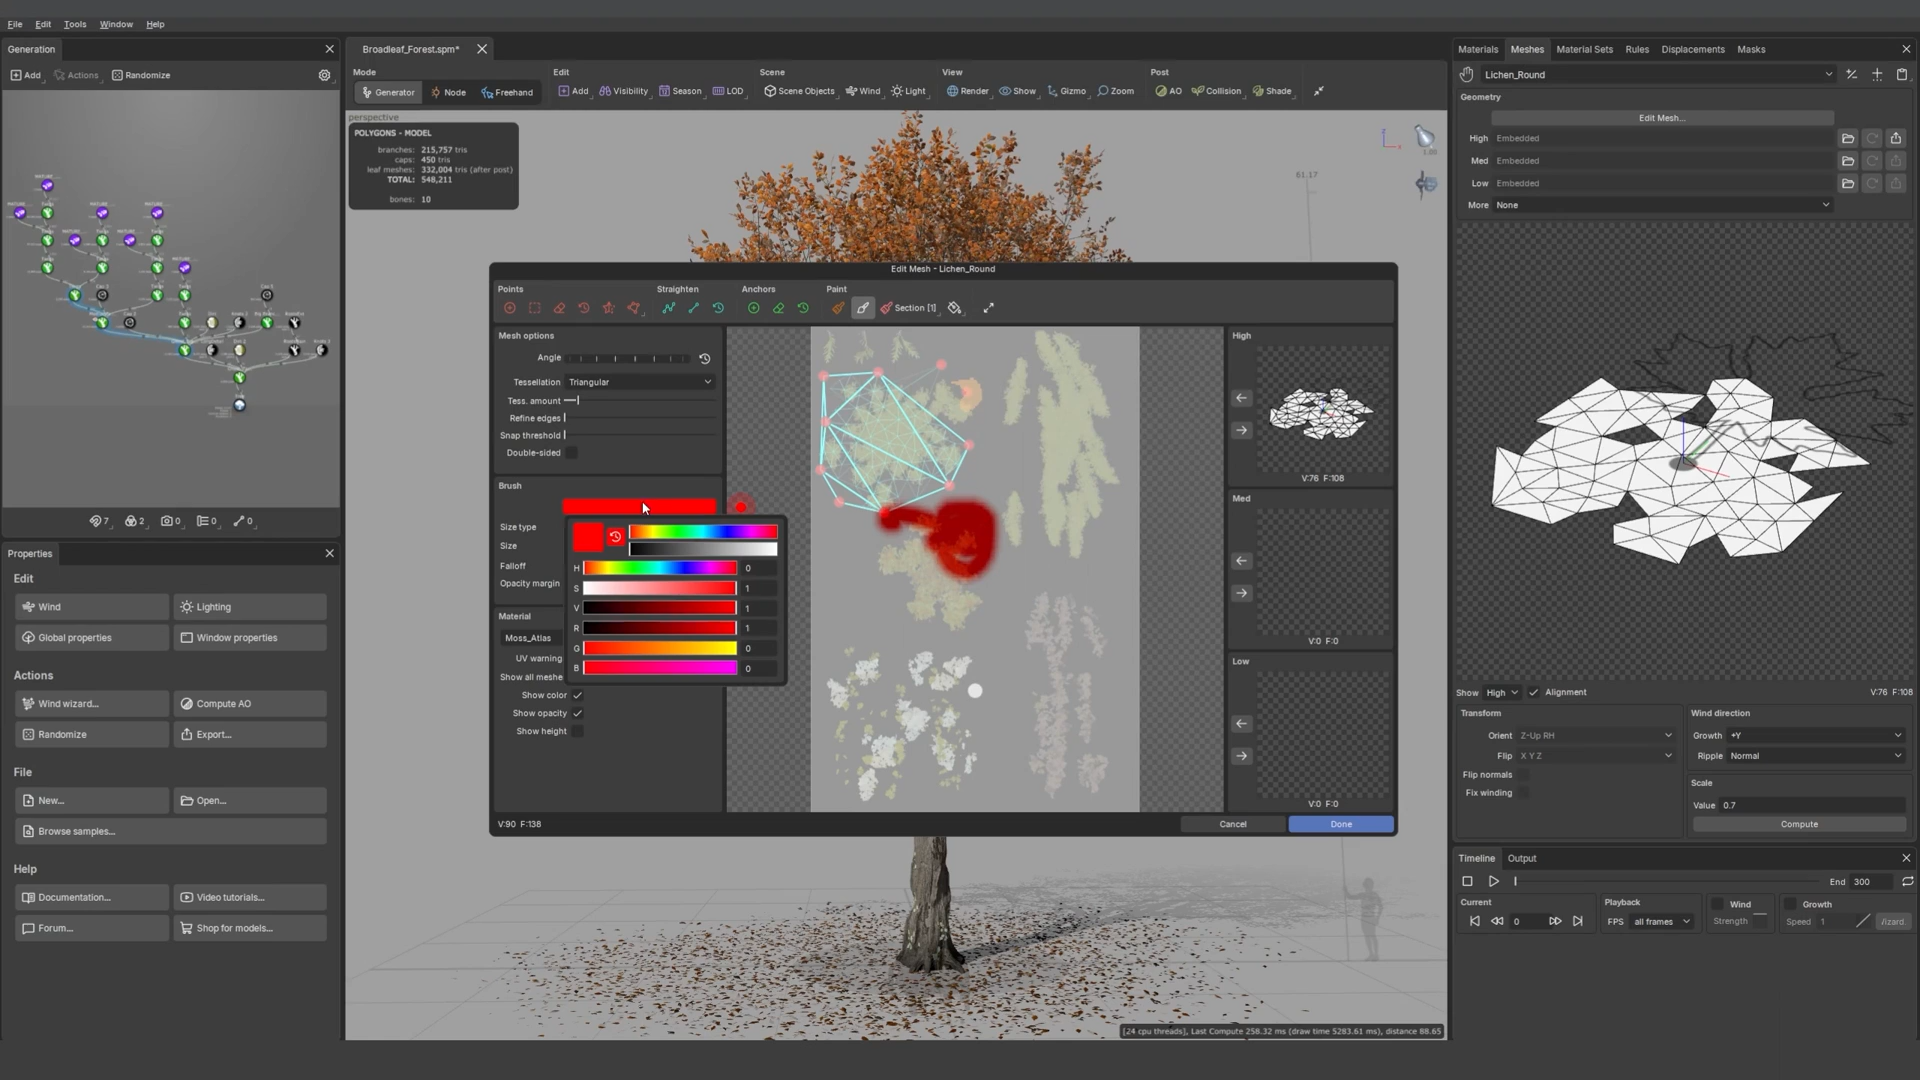 File Edit Tools Window Help
Generation
Add Actions Randomize
7 2 0 0 0
Properties
Edit
Wind Lighting
Global properties Window properties
Actions
Wind wizard... Compute AO
Randomize Export...
File
New... Open...
Browse samples...
Help
Documentation... Video tutorials...
Forum... Shop for models...
Broadleaf_Forest.spm*
Mode Edit Scene View Post
Generator Node Freehand Add Visibility Season LOD Scene Objects Wind Light Render Show Gizmo Zoom AO Collision Shade
perspective
POLYGONS - MODEL
branches: 215,757 tris
caps: 450 tris
leaf meshes: 332,004 tris (after post)
TOTAL: 548,211
bones: 10
61.17
Edit Mesh - Lichen_Round
Points Straighten Anchors Paint
Section [1]
Mesh options
Angle
Tessellation Triangular
Tess. amount
Refine edges
Snap threshold
Double-sided
Brush
Size type
Size
Falloff
Opacity margin
H 0
S 1
V 1
R 1
G 0
B 0
Material
Moss_Atlas
UV warning
Show all meshe
Show color
Show opacity
Show height
High
V:76 F:108
Med
V:0 F:0
Low
V:0 F:0
V:90 F:138
Cancel Done
[24 cpu threads], Last Compute 258.32 ms (draw time 5283.61 ms), distance 88.65
Materials Meshes Material Sets Rules Displacements Masks
Lichen_Round
Geometry
Edit Mesh...
High Embedded
Med Embedded
Low Embedded
More None
Show High Alignment V:76 F:108
Transform
Orient Z-Up RH
Flip X Y Z
Flip normals
Fix winding
Wind direction
Growth +Y
Ripple Normal
Scale
Value 0.7
Compute
Timeline Output
End 300
Current Playback Wind Growth
0 FPS all frames Strength Speed 1 /izard.